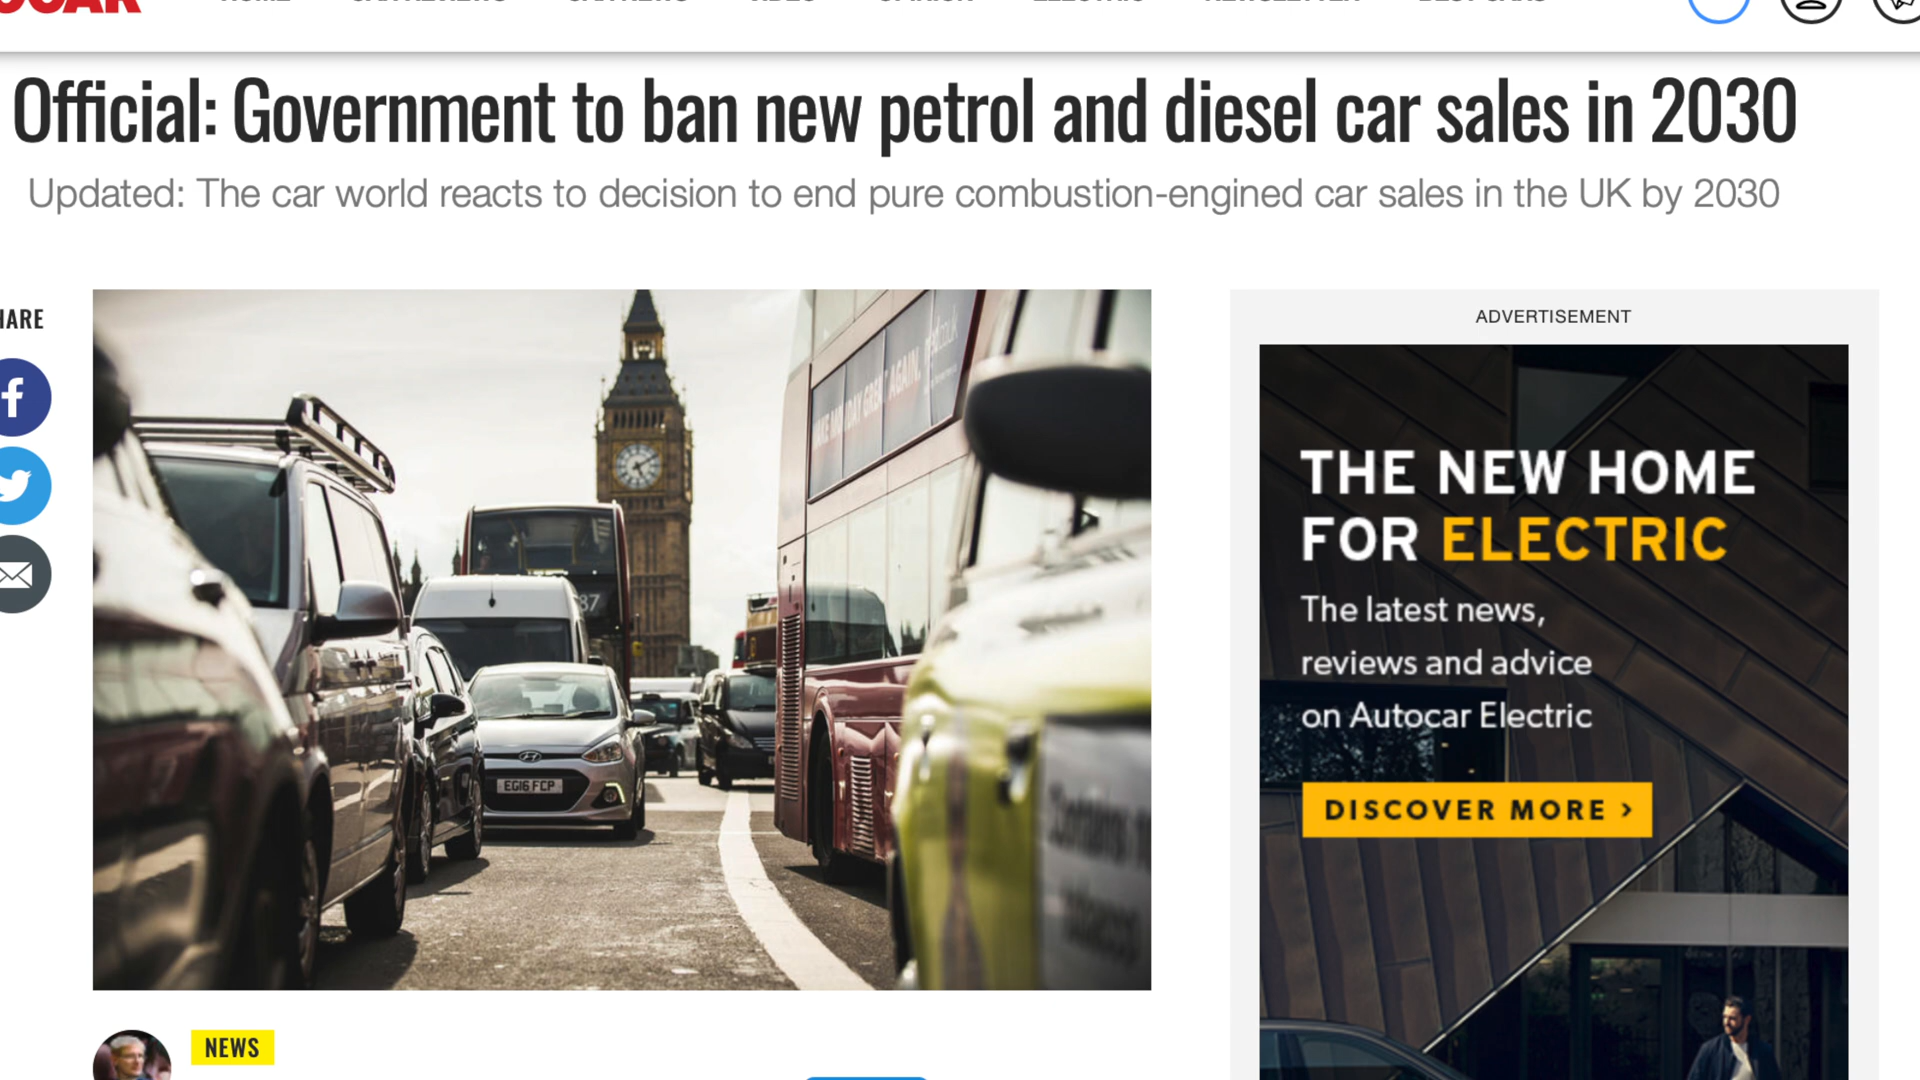 Official: Government to ban new petrol and diesel car sales in 2030
Updated: The car world reacts to decision to end pure combustion-engined car sales in the UK by 2030
ADVERTISEMENT
87
EG16 FCP
THE NEW HOME
FOR ELECTRIC
The latest news,
reviews and advice
on Autocar Electric
DISCOVER MORE >
NEWS